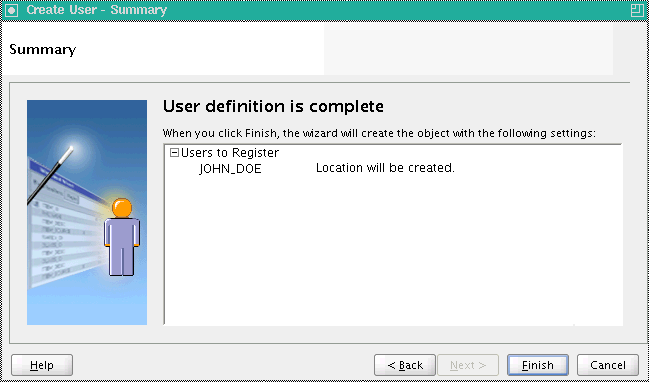 Create User - Summary
Summary
User definition is complete
When you click Finish, the wizard will create the object with the following settings:
Users to Register
JOHN_DOE Location will be created.
Help < Back Next > Finish Cancel